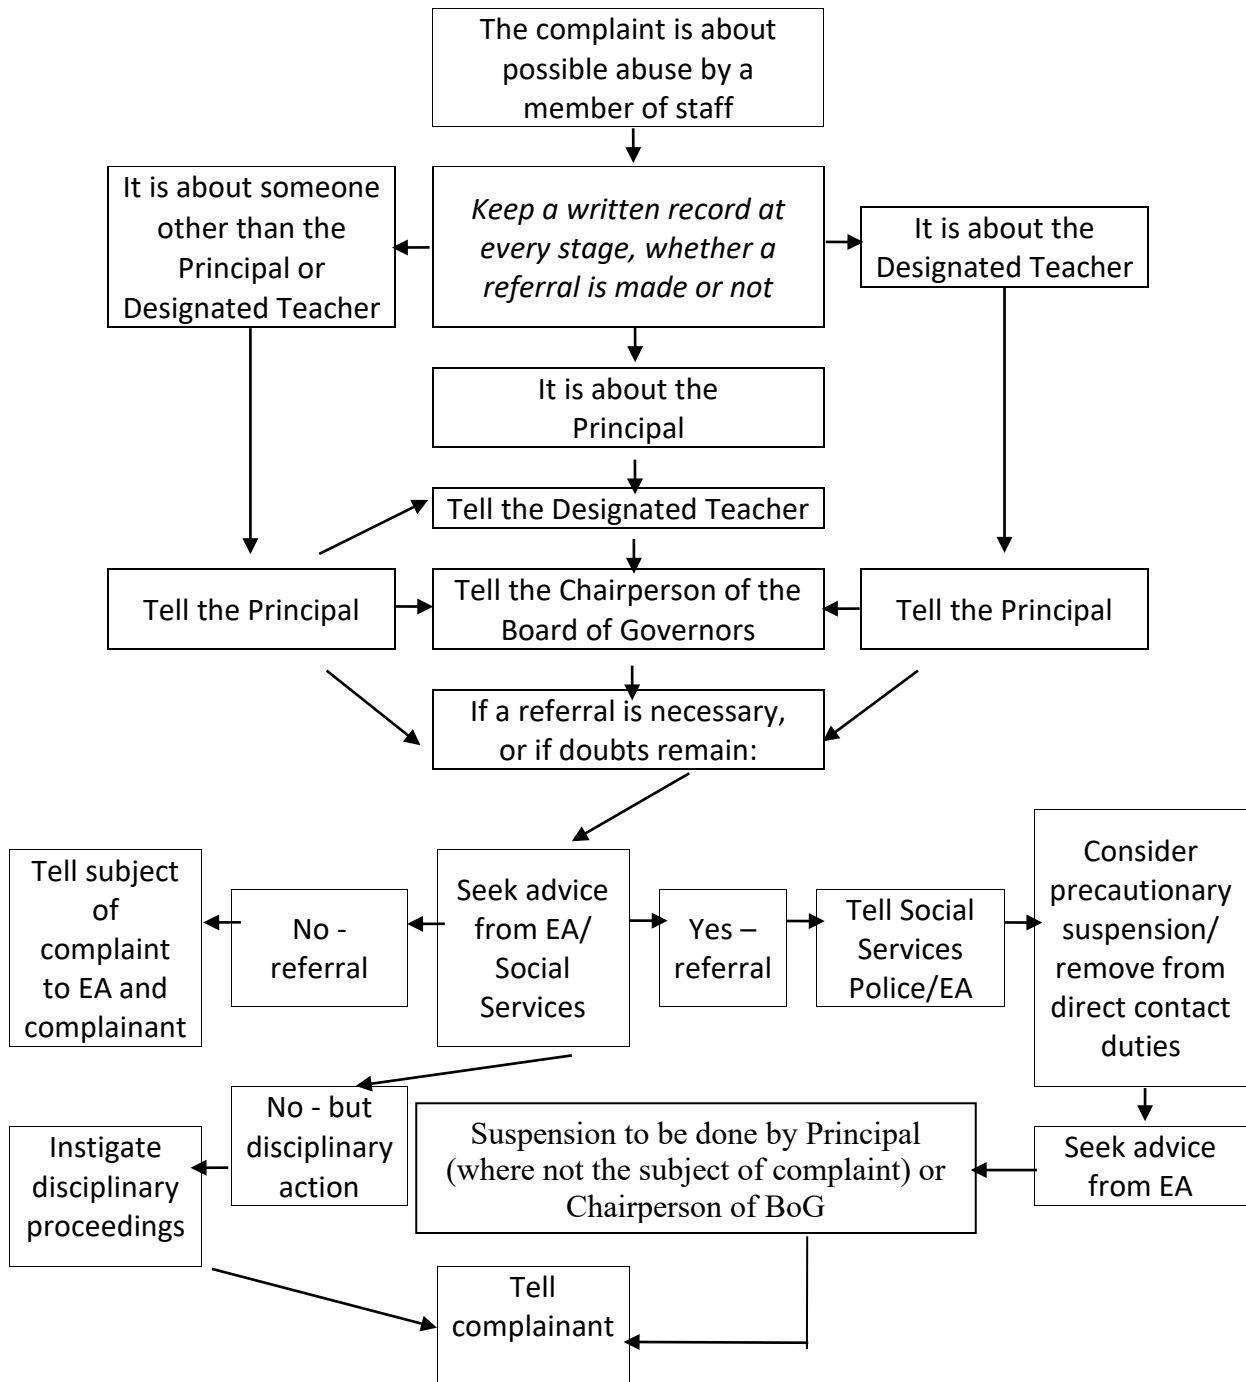 The complaint is about
possible abuse by a
member of staff
It is about someone
other than the
Principal or
Designated Teacher
Keep a written record at
every stage, whether a
referral is made or not
It is about the
Designated Teacher
It is about the
Principal
Tell the Designated Teacher
Tell the Principal
Tell the Chairperson of the
Board of Governors
Tell the Principal
If a referral is necessary,
or if doubts remain:
Tell subject
of
complaint
to EA and
complainant
No -
referral
Seek advice
from EA/
Social
Services
Yes –
referral
Tell Social
Services
Police/EA
Consider
precautionary
suspension/
remove from
direct contact
duties
Instigate
disciplinary
proceedings
No - but
disciplinary
action
Suspension to be done by Principal
(where not the subject of complaint) or
Chairperson of BoG
Seek advice
from EA
Tell
complainant